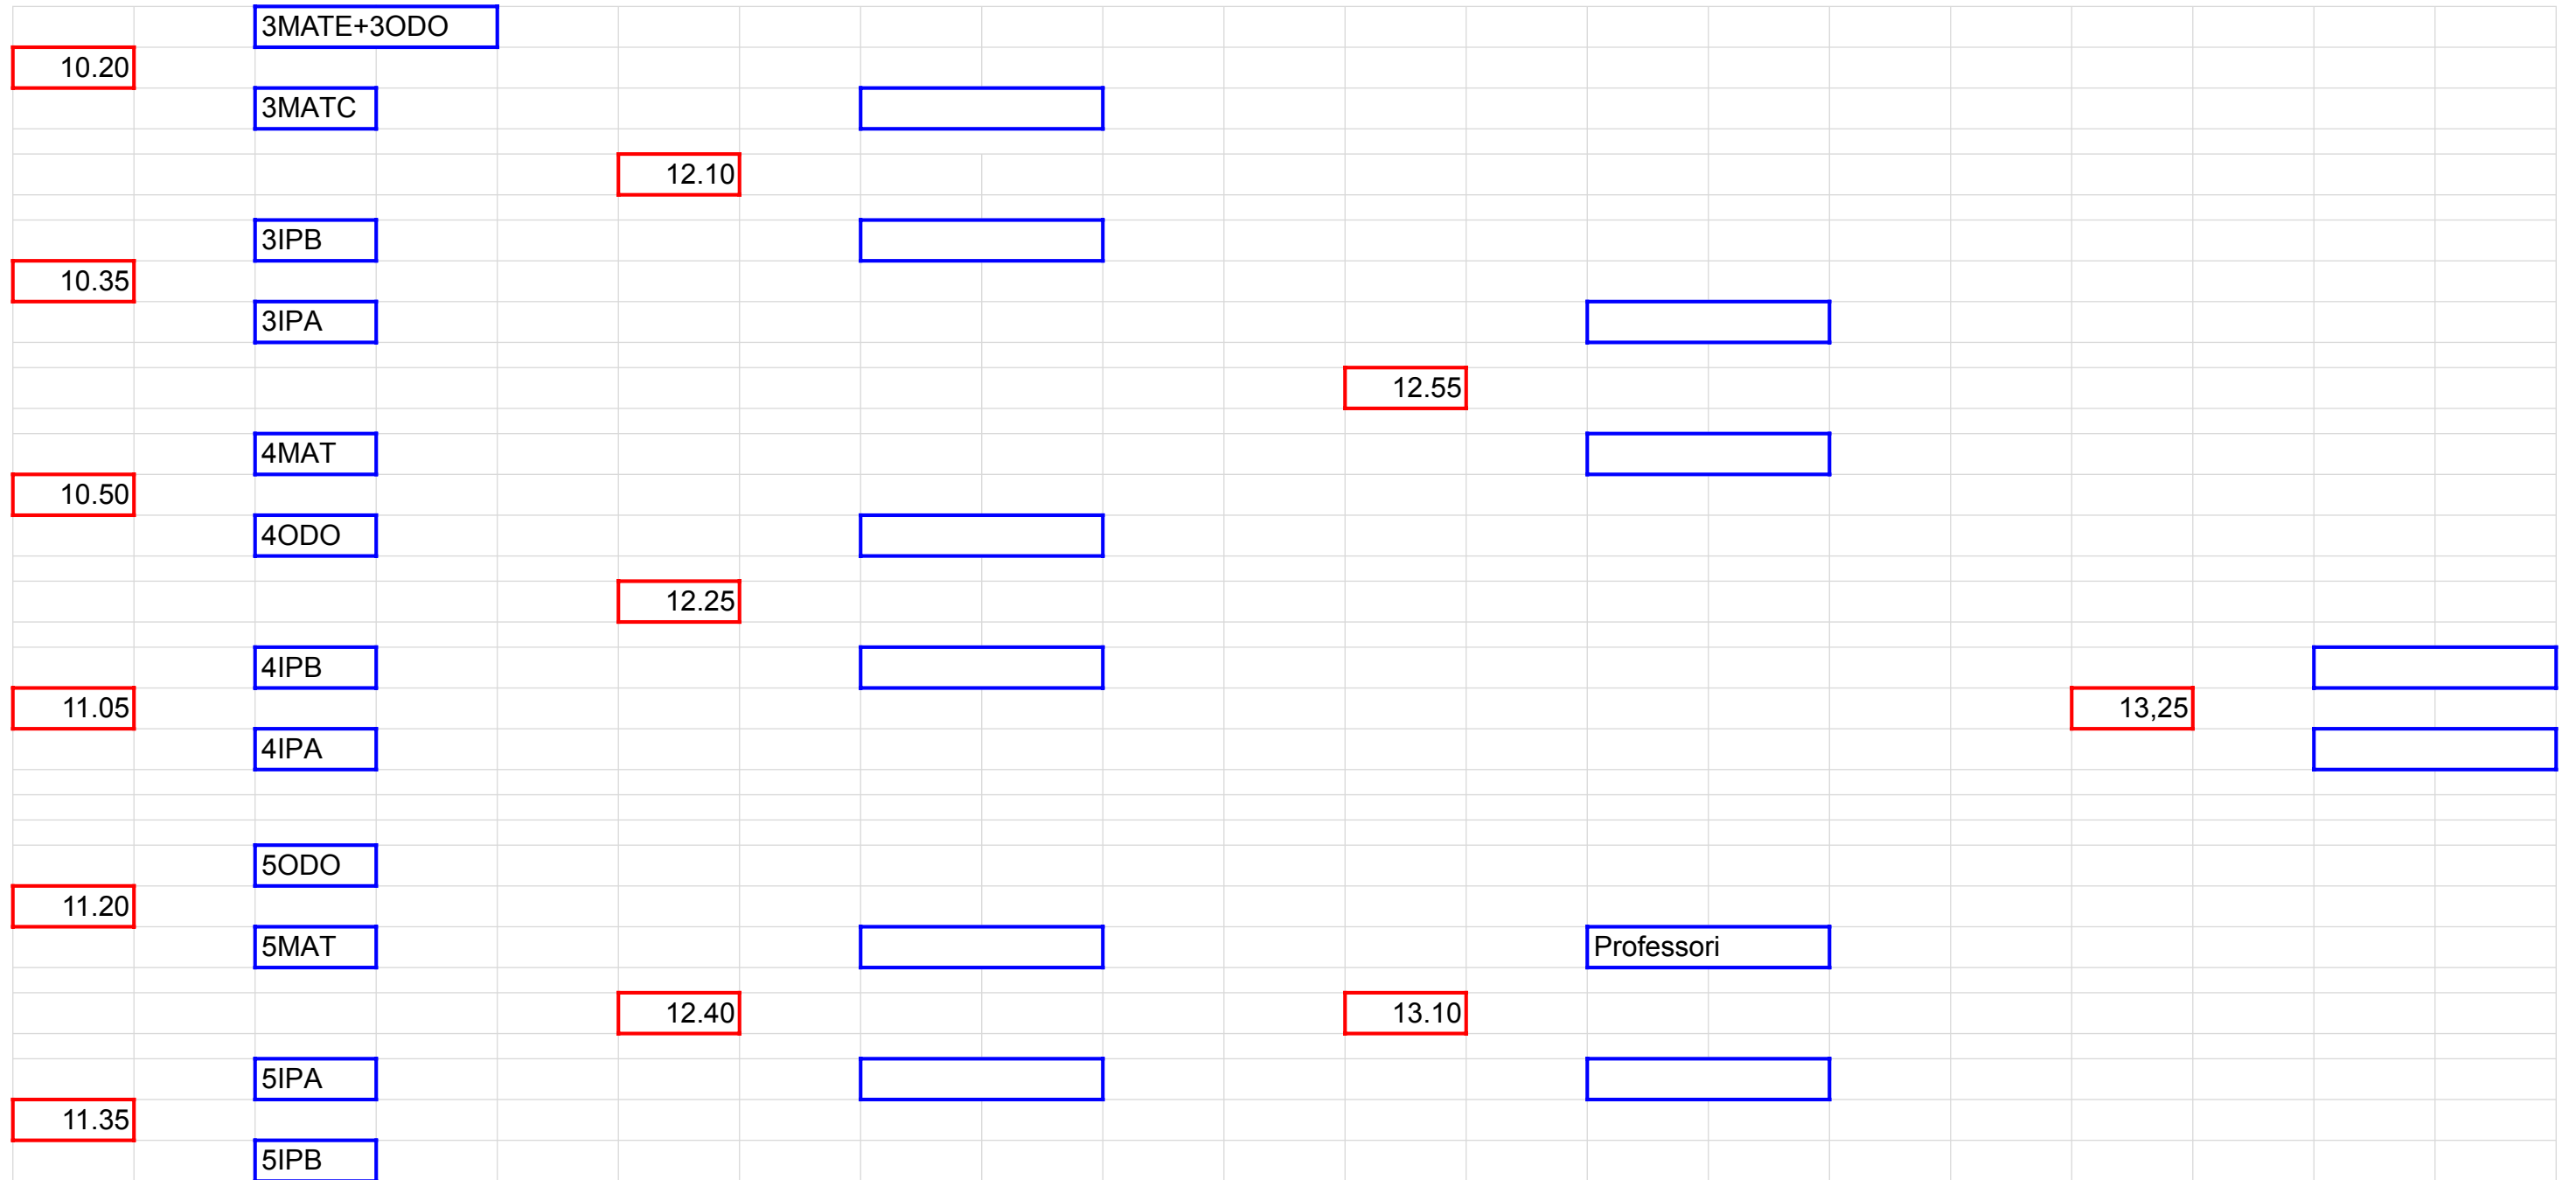 3MATE+3ODO
10.20
3MATC
12.10
3IPB
10.35
3IPA
12.55
4MAT
10.50
4ODO
12.25
4IPB
11.05 13,25
4IPA
5ODO
11.20
5MAT Professori
12.40 13.10
5IPA
11.35
5IPB